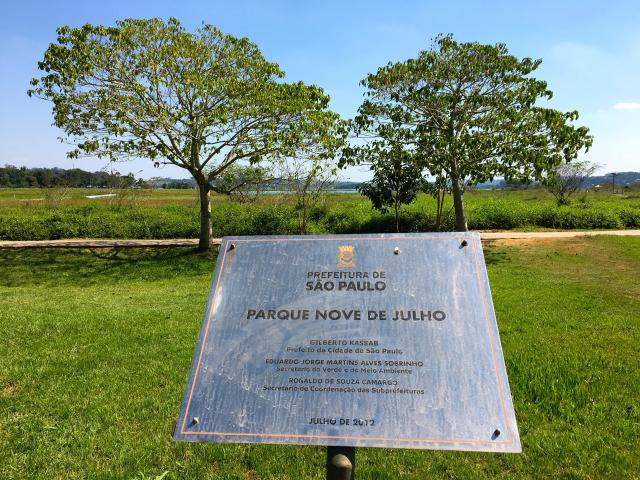 PREFEITURA DE
SÃO PAULO
PARQUE NOVE DE JULHO
GILBERTO KASSAB
Prefeito da Cidade de São Paulo
EDUARDO JORGE MARTINS ALVES SOBRINHO
Secretário do Verde e do Meio Ambiente
RONALDO DE SOUZA CAMARGO
Secretário de Coordenação das Subprefeituras
JULHO DE 2012